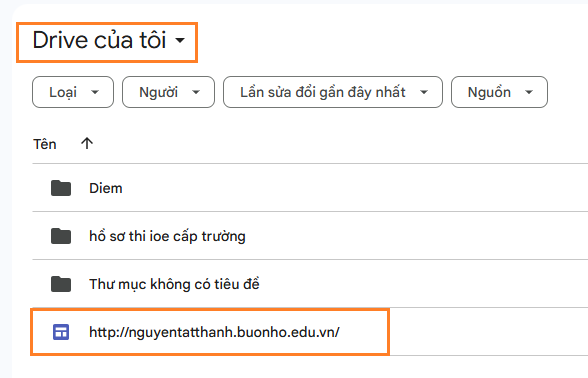 Drive của tôi
Loại Người Lần sửa đổi gần đây nhất Nguồn
Tên
Diem
hồ sơ thi ioe cấp trường
Thư mục không có tiêu đề
http://nguyentatthanh.buonho.edu.vn/